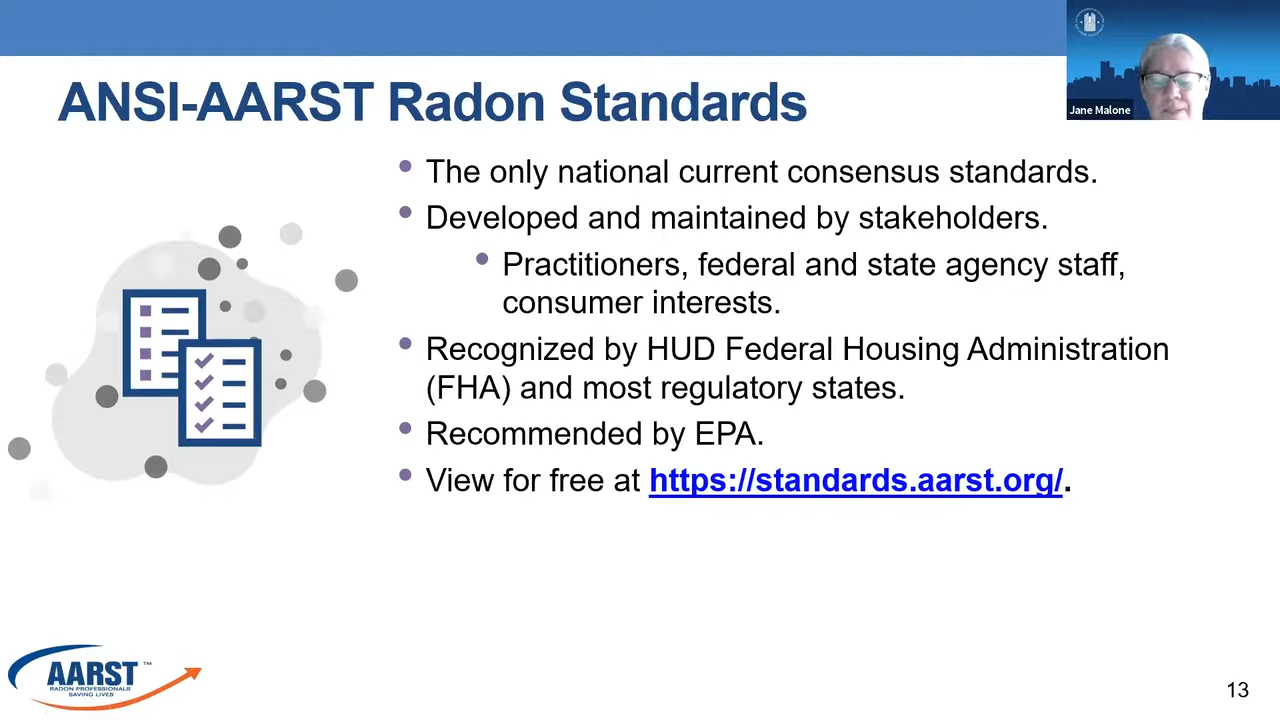 Jane Malone
ANSI-AARST Radon Standards
• The only national current consensus standards.
• Developed and maintained by stakeholders.
• Practitioners, federal and state agency staff,
consumer interests.
• Recognized by HUD Federal Housing Administration
(FHA) and most regulatory states.
• Recommended by EPA.
• View for free at https://standards.aarst.org/.
AARST™
RADON PROFESSIONALS
SAVING LIVES
13